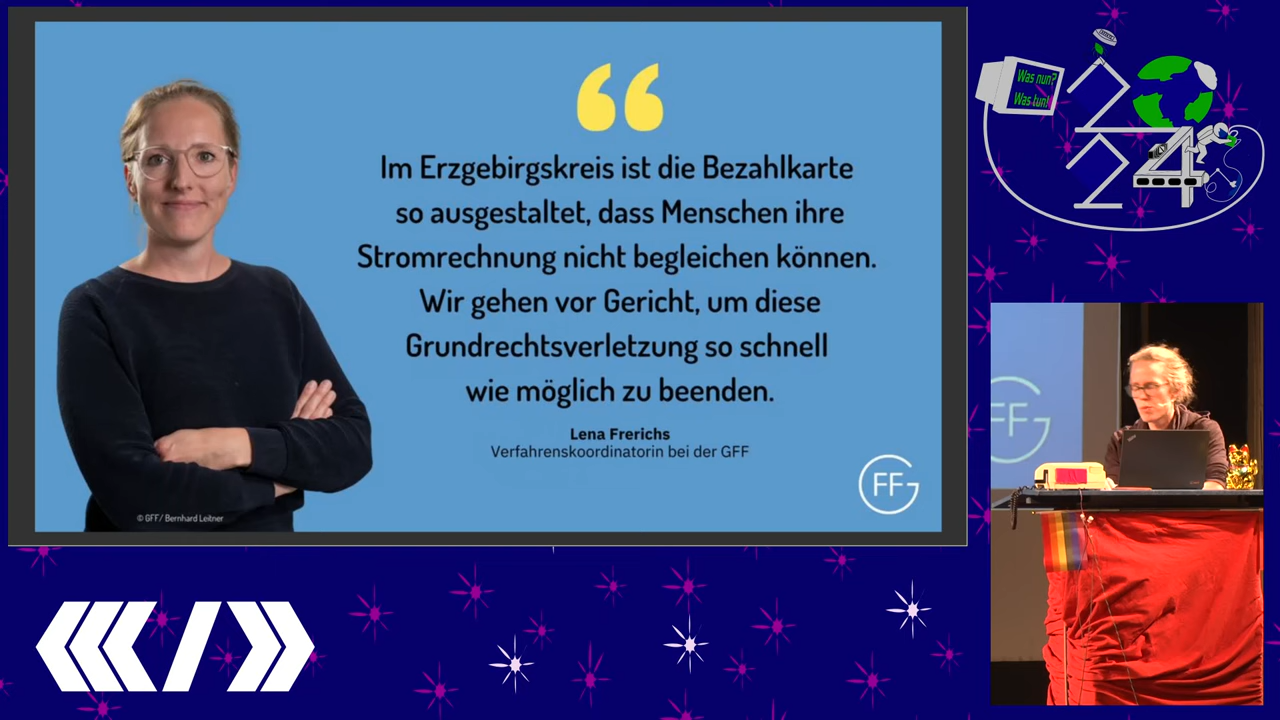 Im Erzgebirgskreis ist die Bezahlkarte
so ausgestaltet, dass Menschen ihre
Stromrechnung nicht begleichen können.
Wir gehen vor Gericht, um diese
Grundrechtsverletzung so schnell
wie möglich zu beenden.
Lena Frerichs
Verfahrenskoordinatorin bei der GFF
GFF
© GFF/ Bernhard Leitner
Was nun?
Was tun!
2024
FF